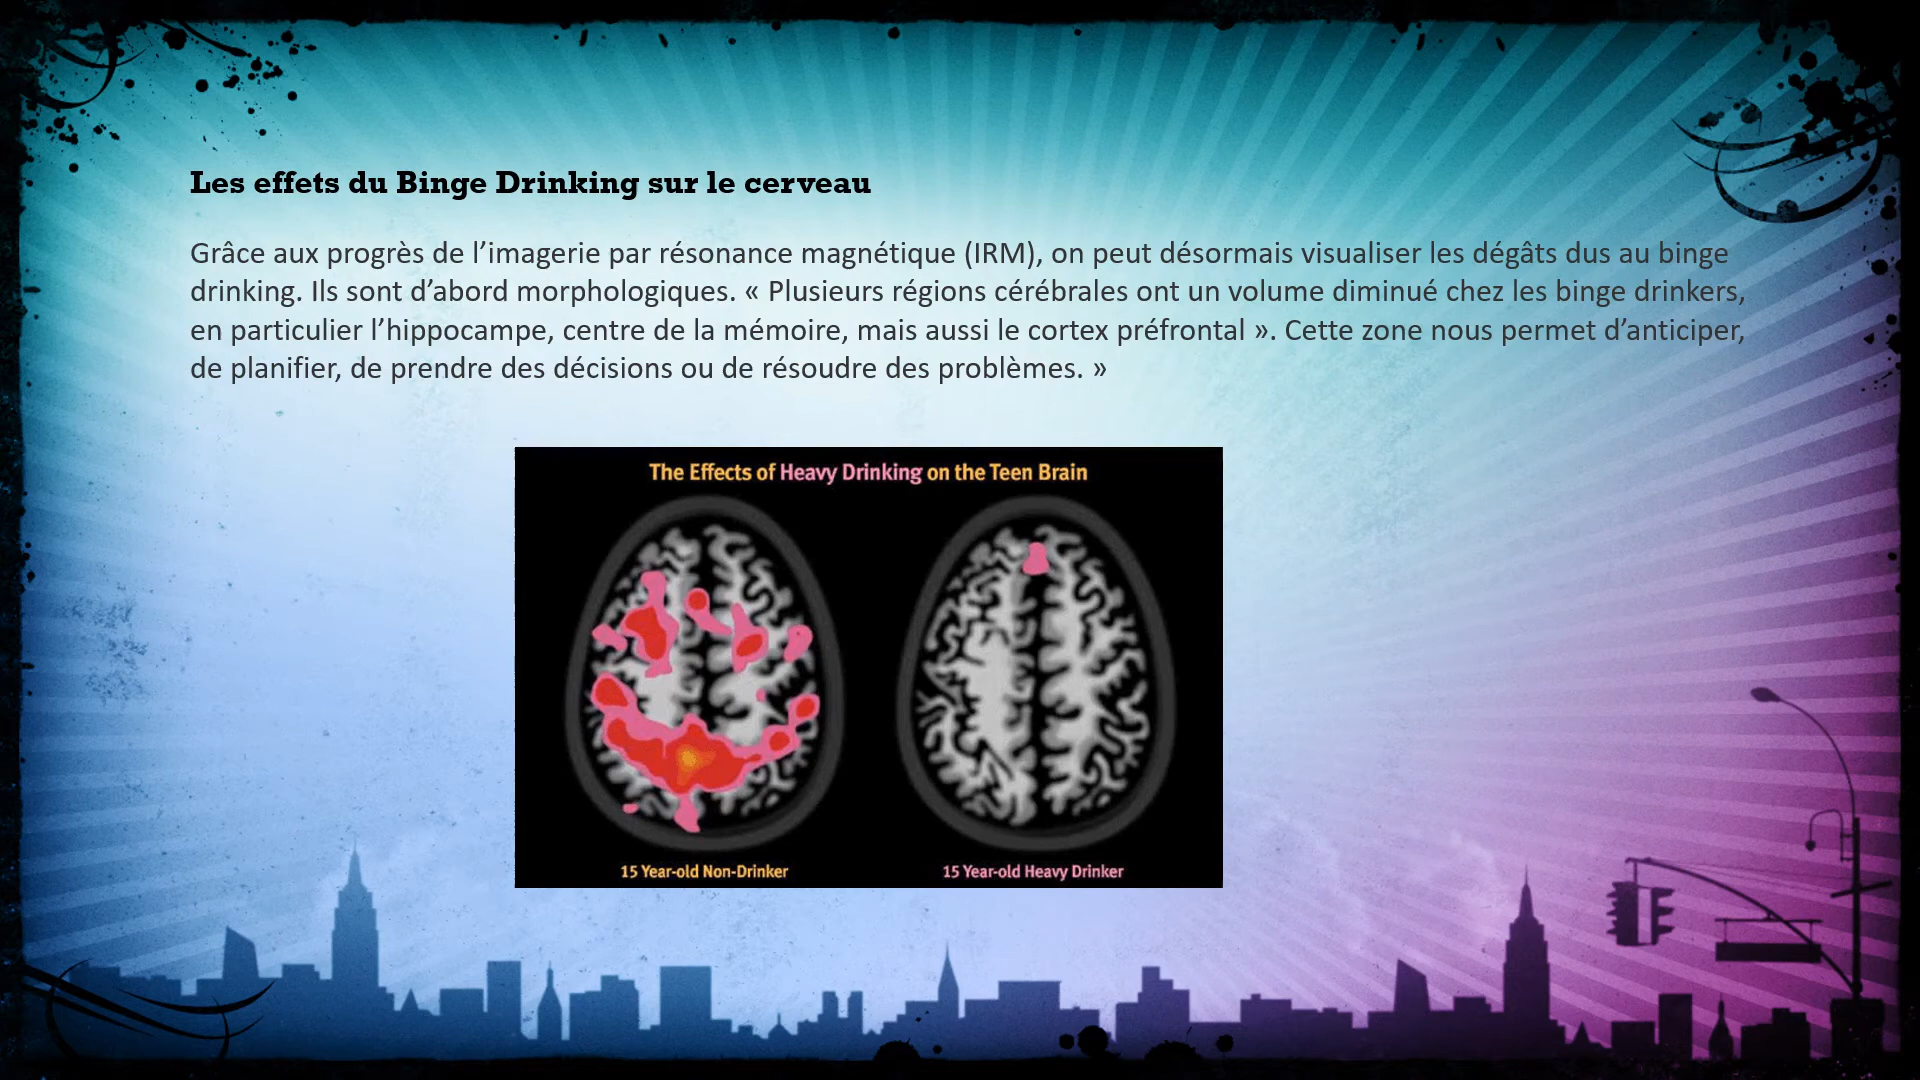 Les effets du Binge Drinking sur le cerveau
Grâce aux progrès de l’imagerie par résonance magnétique (IRM), on peut désormais visualiser les dégâts dus au binge
drinking. Ils sont d’abord morphologiques. « Plusieurs régions cérébrales ont un volume diminué chez les binge drinkers,
en particulier l’hippocampe, centre de la mémoire, mais aussi le cortex préfrontal ». Cette zone nous permet d’anticiper,
de planifier, de prendre des décisions ou de résoudre des problèmes. »
The Effects of Heavy Drinking on the Teen Brain
15 Year-old Non-Drinker
15 Year-old Heavy Drinker